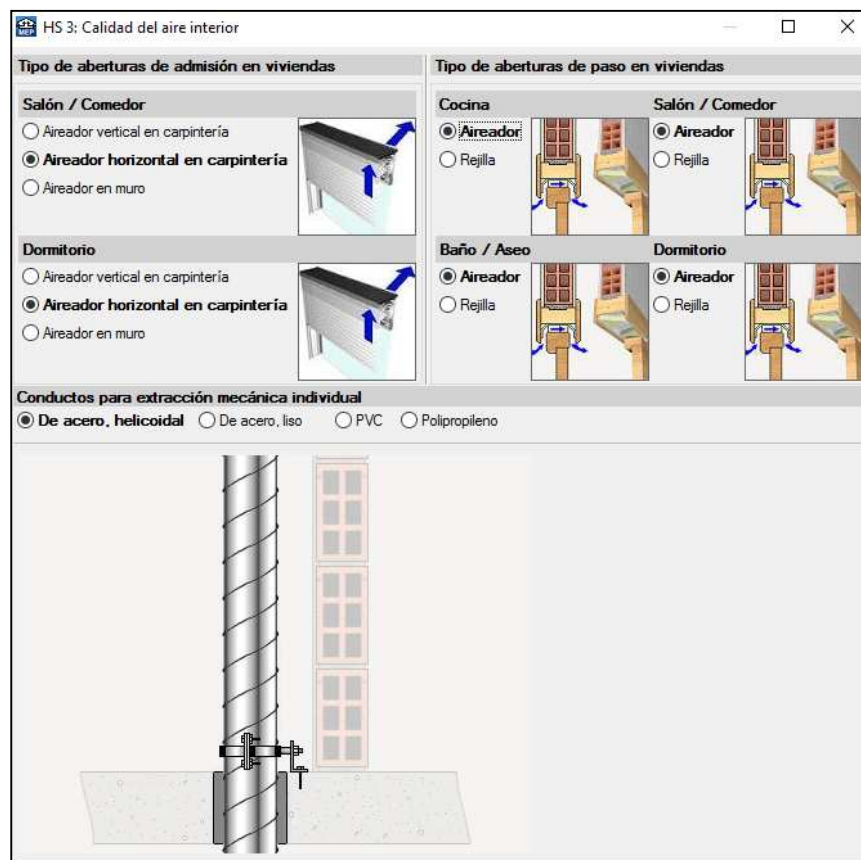 MEP HS 3: Calidad del aire interior
Tipo de aberturas de admisión en viviendas
Salón / Comedor
Aireador vertical en carpintería
Aireador horizontal en carpintería
Aireador en muro
Dormitorio
Aireador vertical en carpintería
Aireador horizontal en carpintería
Aireador en muro
Tipo de aberturas de paso en viviendas
Cocina
Aireador
Rejilla
Salón / Comedor
Aireador
Rejilla
Baño / Aseo
Aireador
Rejilla
Dormitorio
Aireador
Rejilla
Conductos para extracción mecánica individual
De acero, helicoidal De acero, liso PVC Polipropileno